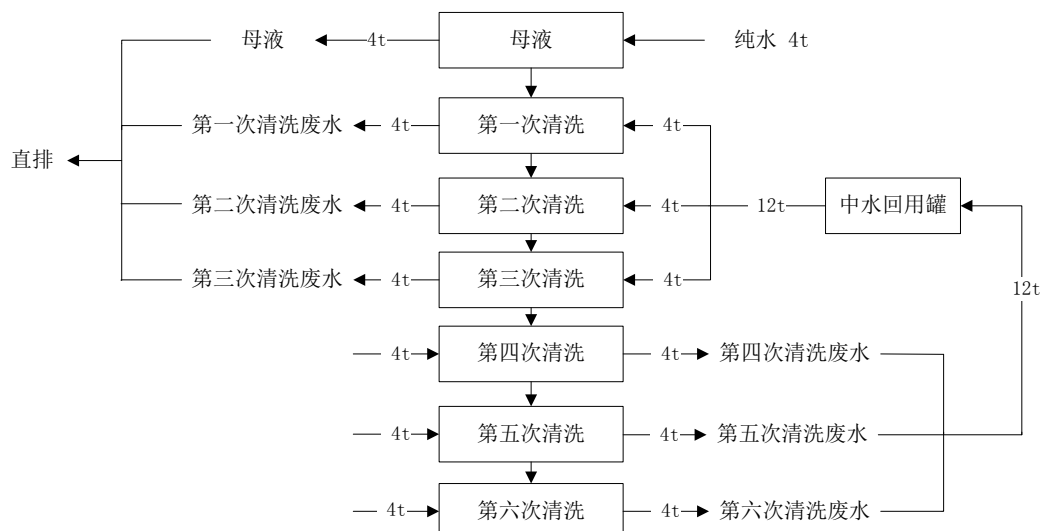 母液 4t 母液 纯水 4t
第一次清洗废水 4t 第一次清洗 4t
直排
第二次清洗废水 4t 第二次清洗 4t 12t 中水回用罐
第三次清洗废水 4t 第三次清洗 4t
12t
4t 第四次清洗 4t 第四次清洗废水
4t 第五次清洗 4t 第五次清洗废水
4t 第六次清洗 4t 第六次清洗废水